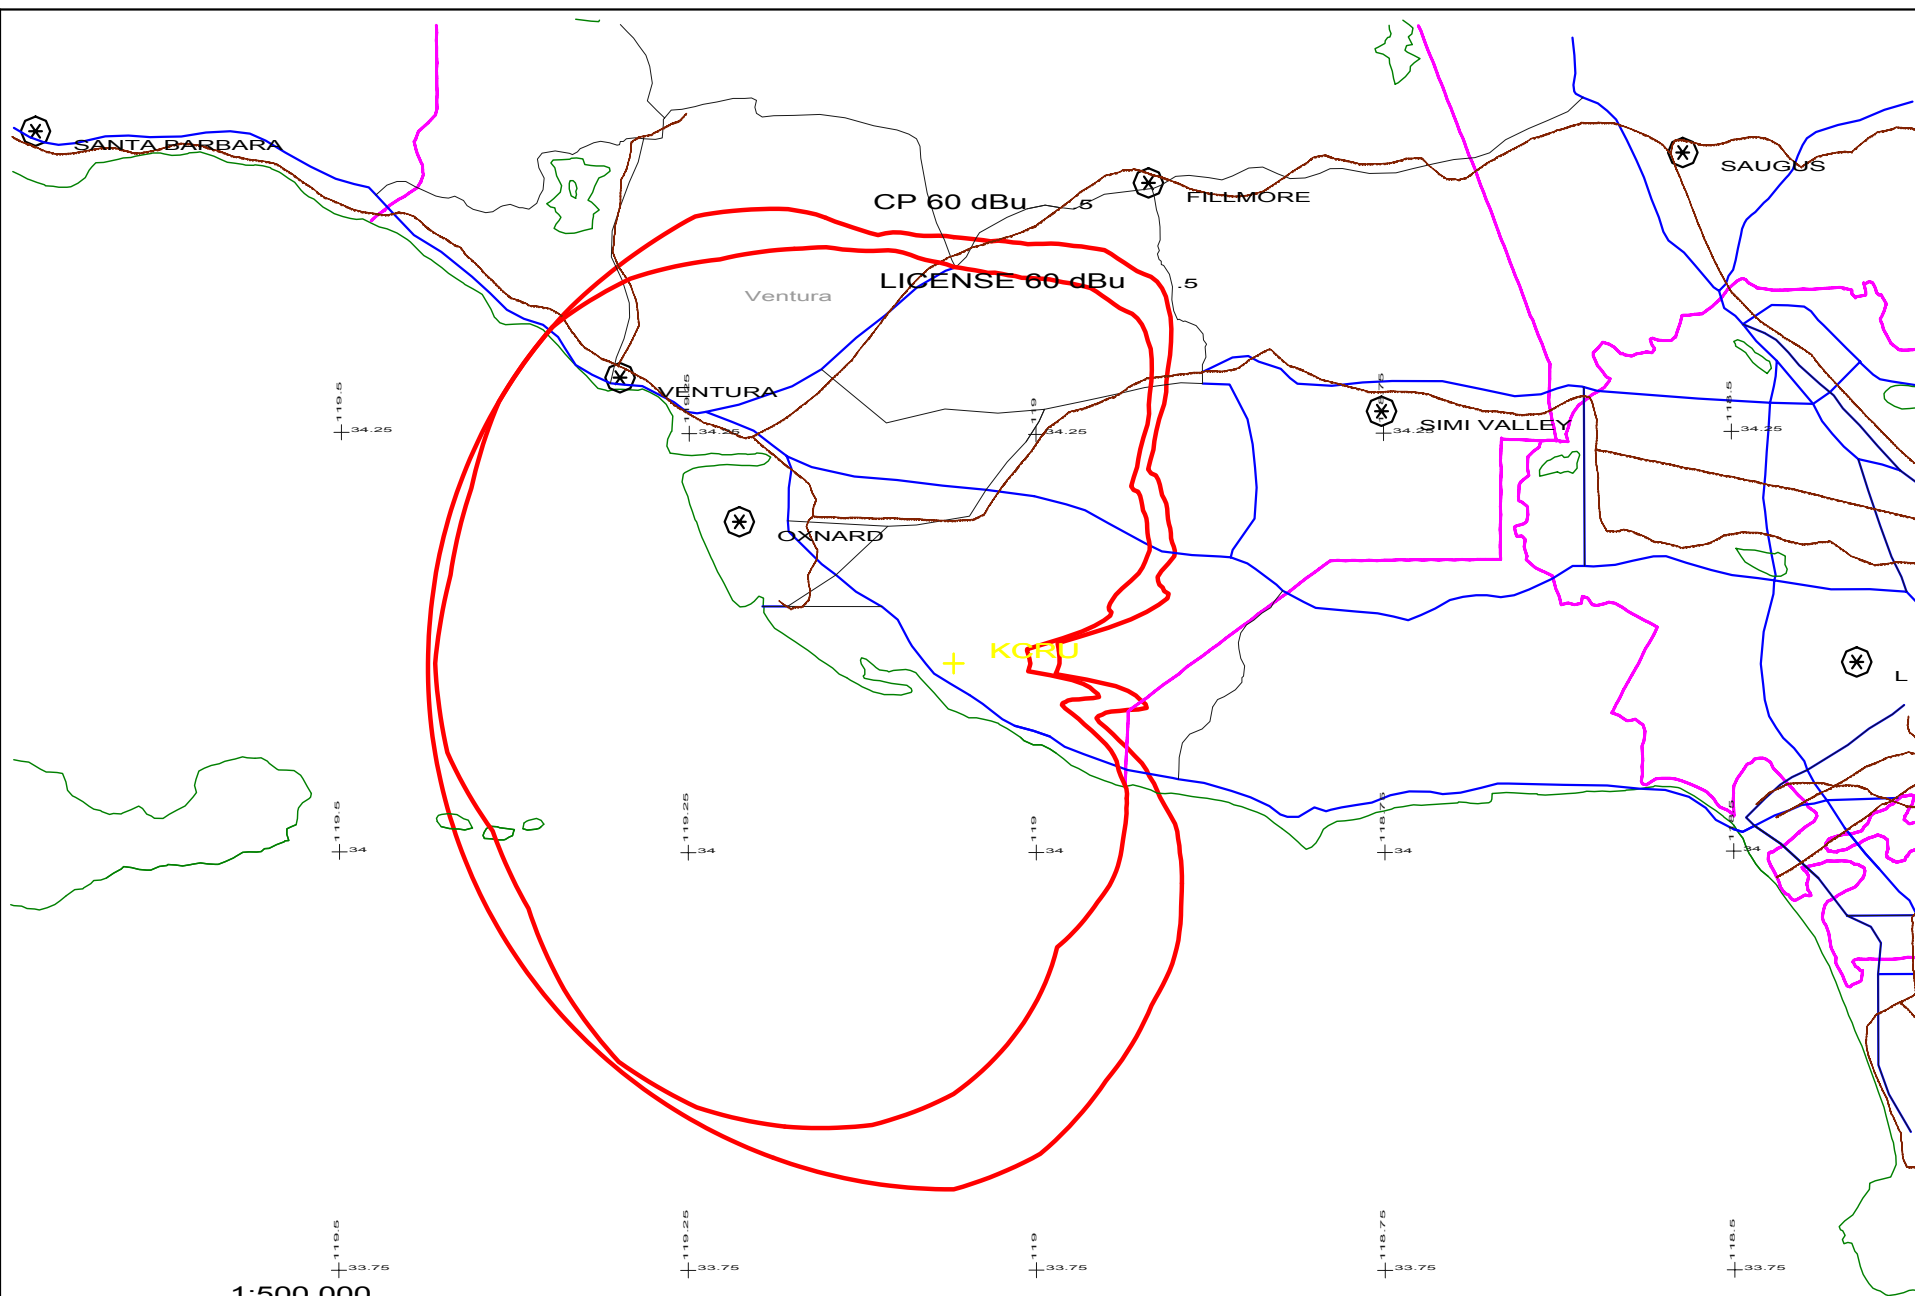 SANTA BARBARA
SAUGUS
FILLMORE
CP 60 dBu .5
LICENSE 60 dBu .5
Ventura
VENTURA
SIMI VALLEY
119.5 119.25 119 118.75 118.5
34.25 34.25 34.25 34.25 34.25
OXNARD
KCRU
L
119.5 119.25 119 118.75 118.5
34 34 34 34 34
119.5 119.25 119 118.75 118.5
33.75 33.75 33.75 33.75 33.75
1:500,000